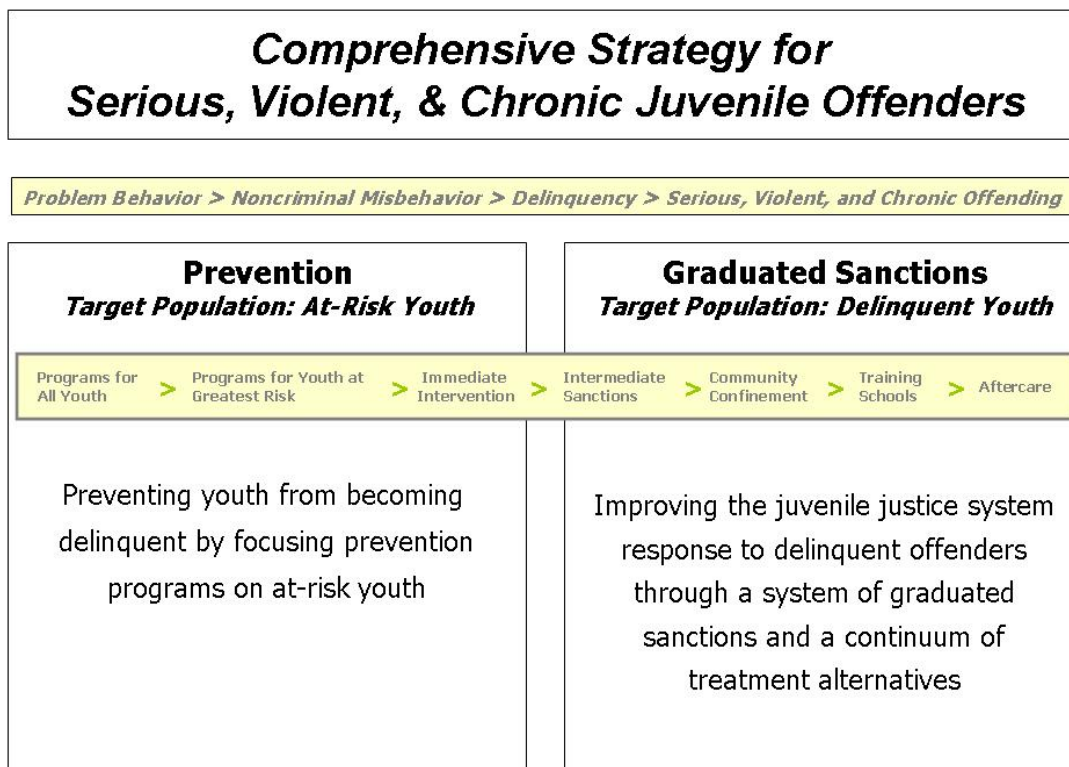 Comprehensive Strategy for
Serious, Violent, & Chronic Juvenile Offenders
Problem Behavior > Noncriminal Misbehavior > Delinquency > Serious, Violent, and Chronic Offending
Prevention
Target Population: At-Risk Youth
Graduated Sanctions
Target Population: Delinquent Youth
Programs for
All Youth
>
Programs for Youth at
Greatest Risk
>
Immediate
Intervention
>
Intermediate
Sanctions
>
Community
Confinement
>
Training
Schools
>
Aftercare
Preventing youth from becoming
delinquent by focusing prevention
programs on at-risk youth
Improving the juvenile justice system
response to delinquent offenders
through a system of graduated
sanctions and a continuum of
treatment alternatives